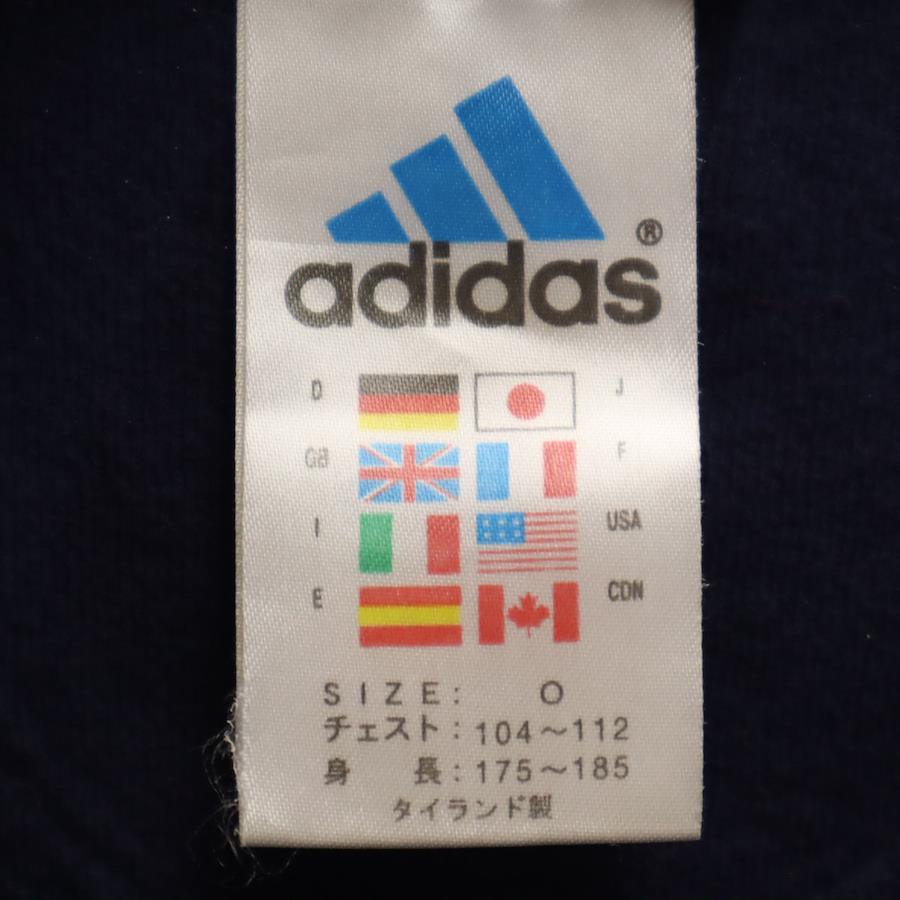 adidas®
D J
GB F
I USA
E CDN
SIZE: O
チェスト:104～112
身 長:175～185
タイランド製